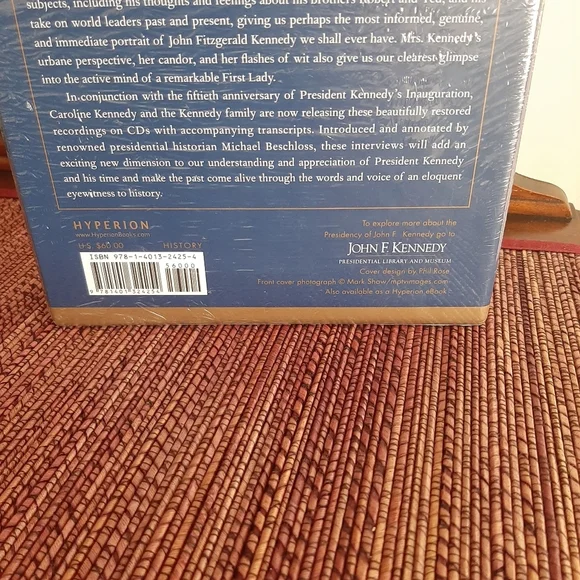 subjects, including his thoughts and feelings about his brothers Robert and Ted, and his
take on world leaders past and present, giving us perhaps the most informed, genuine,
and immediate portrait of John Fitzgerald Kennedy we shall ever have. Mrs. Kennedy's
urbane perspective, her candor, and her flashes of wit also give us our clearest glimpse
into the active mind of a remarkable First Lady.
In conjunction with the fiftieth anniversary of President Kennedy's Inauguration,
Caroline Kennedy and the Kennedy family are now releasing these beautifully restored
recordings on CDs with accompanying transcripts. Introduced and annotated by
renowned presidential historian Michael Beschloss, these interviews will add an
exciting new dimension to our understanding and appreciation of President Kennedy
and his time and make the past come alive through the words and voice of an eloquent
eyewitness to history.
HYPERION
www.HyperionBooks.com
U.S. $60.00 HISTORY
ISBN 978-1-4013-2425-4
56000
9 781401 324254
To explore more about the
Presidency of John F. Kennedy go to
JOHN F. KENNEDY
PRESIDENTIAL LIBRARY AND MUSEUM
Cover design by Phil Rose
Front cover photograph © Mark Shaw/mptvimages.com
Also available as a Hyperion eBook